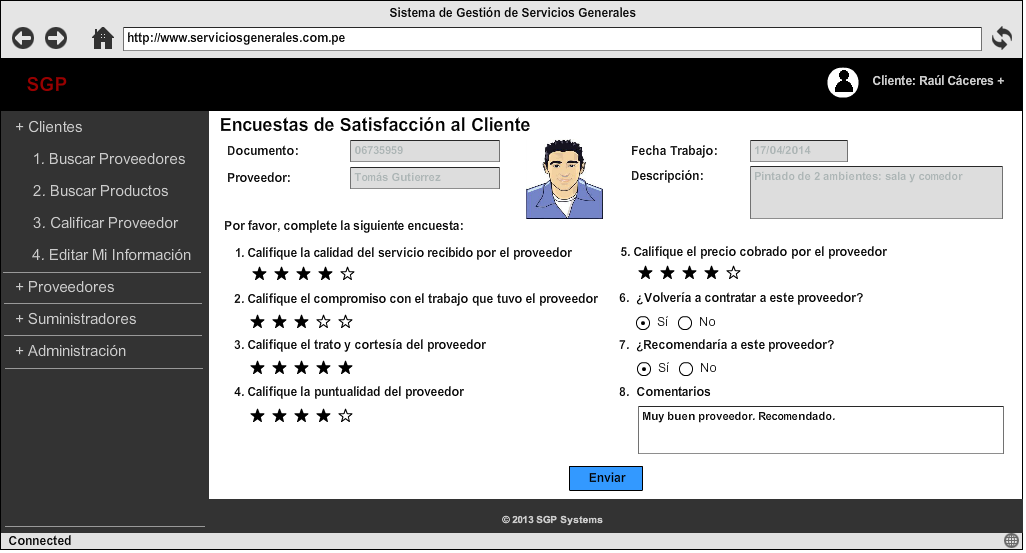 Sistema de Gestión de Servicios Generales
http://www.serviciosgenerales.com.pe
SGP
Cliente: Raúl Cáceres +
+ Clientes
1. Buscar Proveedores
2. Buscar Productos
3. Calificar Proveedor
4. Editar Mi Información
+ Proveedores
+ Suministradores
+ Administración
Encuestas de Satisfacción al Cliente
Documento: 06735959
Proveedor: Tomás Gutierrez
Fecha Trabajo: 17/04/2014
Descripción: Pintado de 2 ambientes: sala y comedor
Por favor, complete la siguiente encuesta:
1. Califique la calidad del servicio recibido por el proveedor
2. Califique el compromiso con el trabajo que tuvo el proveedor
3. Califique el trato y cortesía del proveedor
4. Califique la puntualidad del proveedor
5. Califique el precio cobrado por el proveedor
6. ¿Volvería a contratar a este proveedor?
Sí No
7. ¿Recomendaría a este proveedor?
Sí No
8. Comentarios
Muy buen proveedor. Recomendado.
Enviar
© 2013 SGP Systems
Connected